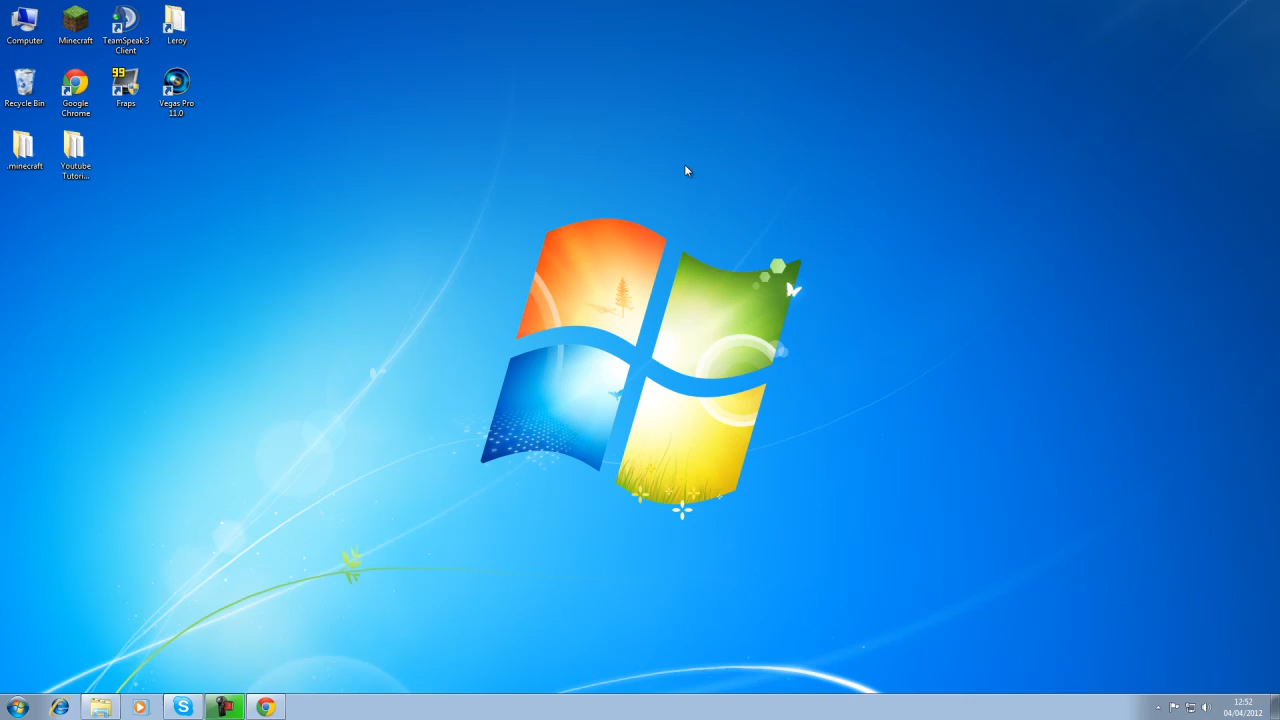 Computer
Minecraft
TeamSpeak 3
Client
Leroy
Recycle Bin
Google
Chrome
99
Fraps
Vegas Pro
11.0
.minecraft
Youtube
Tutori...
12:52
04/04/2012